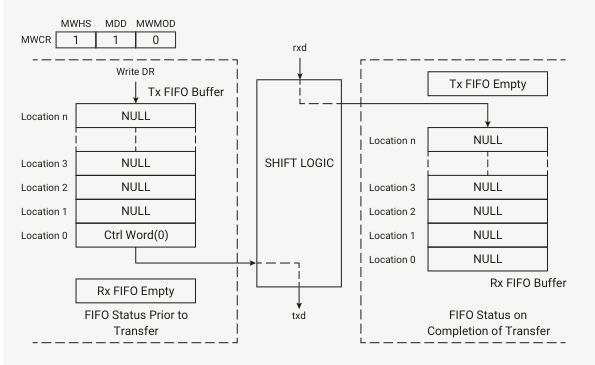 MWHS MDD MWMOD
MWCR 1 1 0
Write DR
Tx FIFO Buffer
Location n NULL
Location 3 NULL
Location 2 NULL
Location 1 NULL
Location 0 Ctrl Word(0)
Rx FIFO Empty
FIFO Status Prior to
Transfer
rxd
SHIFT LOGIC
txd
Tx FIFO Empty
Location n NULL
Location 3 NULL
Location 2 NULL
Location 1 NULL
Location 0 NULL
Rx FIFO Buffer
FIFO Status on
Completion of Transfer